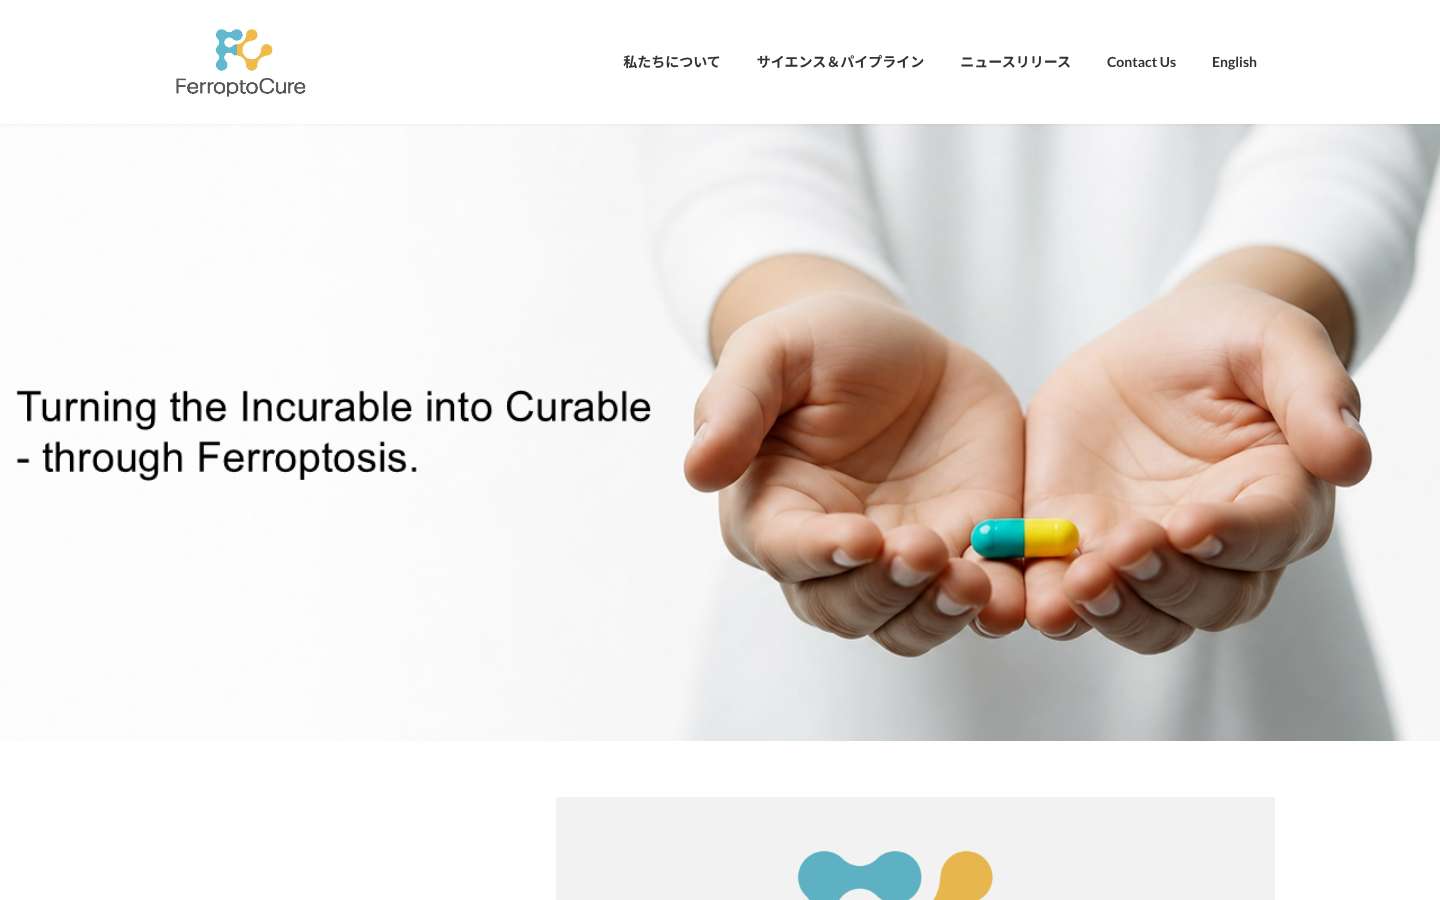 FerroptoCure
私たちについて
サイエンス＆パイプライン
ニュースリリース
Contact Us
English
Turning the Incurable into Curable
- through Ferroptosis.